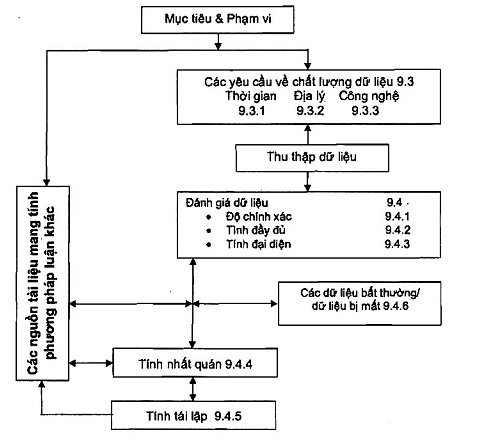 Mục tiêu & Phạm vi
Các yêu cầu về chất lượng dữ liệu 9.3
Thời gian Địa lý Công nghệ
9.3.1 9.3.2 9.3.3
Thu thập dữ liệu
Đánh giá dữ liệu 9.4
• Độ chính xác 9.4.1
• Tình đầy đủ 9.4.2
• Tính đại diện 9.4.3
Các nguồn tài liệu mang tính
phương pháp luận khác
Các dữ liệu bất thường/
dữ liệu bị mất 9.4.6
Tính nhất quán 9.4.4
Tính tái lập 9.4.5